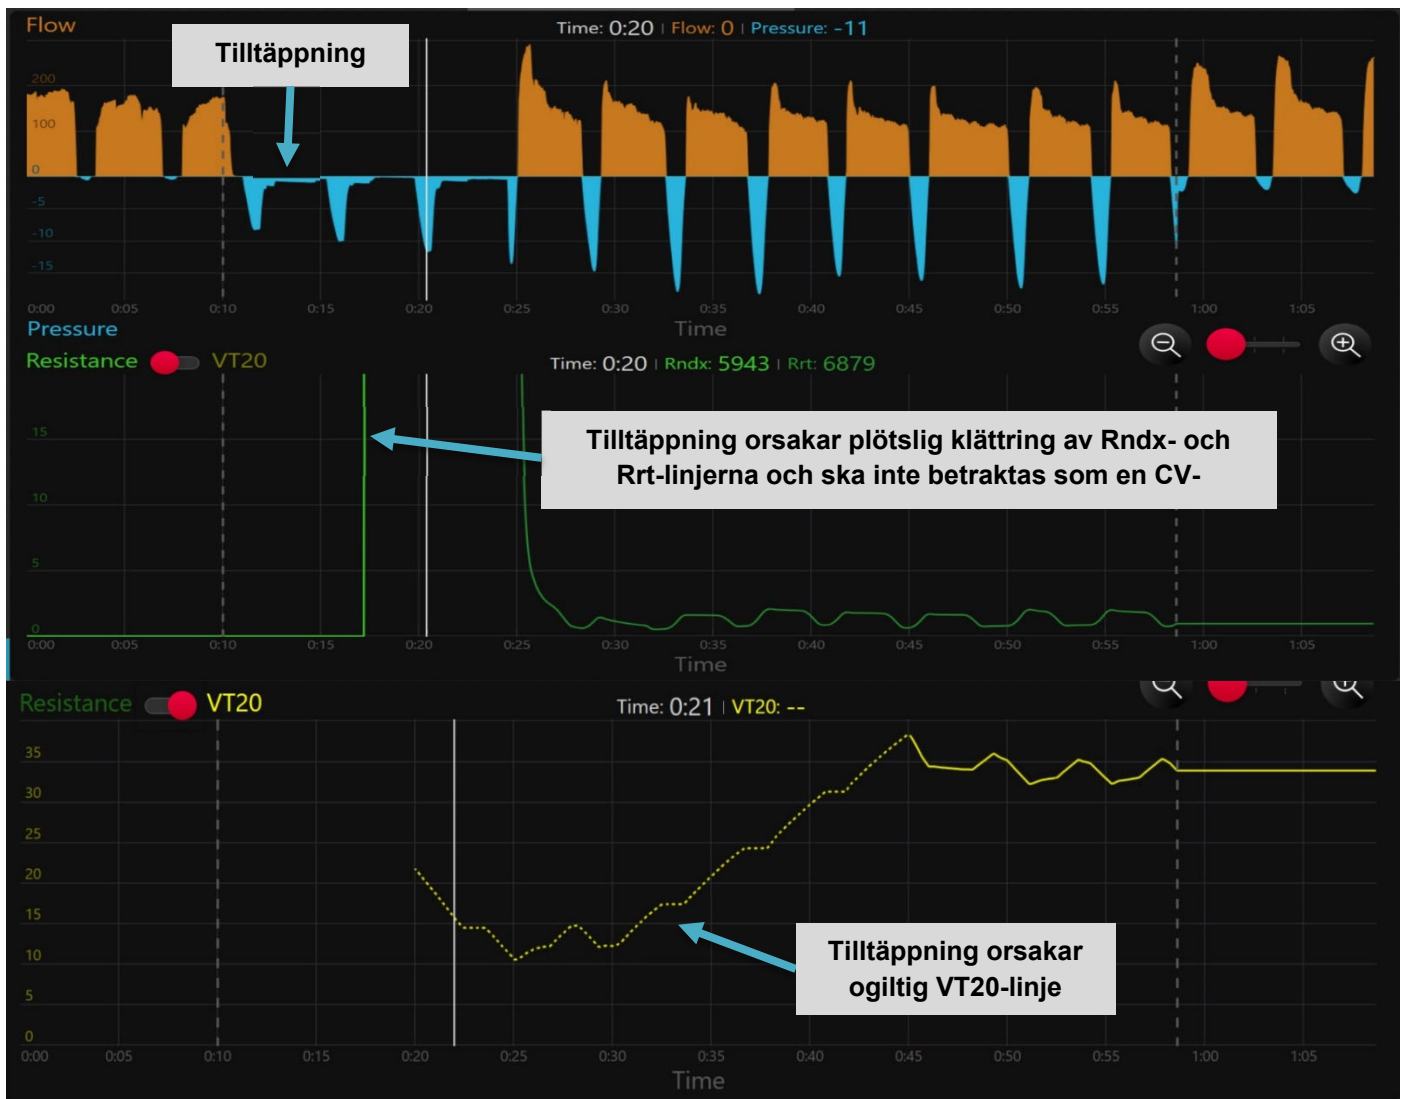 Flow
Time: 0:20 | Flow: 0 | Pressure: -11
Tilltäppning
200
100
0
-5
-10
-15
0:00 0:05 0:10 0:15 0:20 0:25 0:30 0:35 0:40 0:45 0:50 0:55 1:00 1:05
Time
Pressure
Resistance VT20
Time: 0:20 | Rndx: 5943 | Rrt: 6879
Tilltäppning orsakar plötslig klättring av Rndx- och
Rrt-linjerna och ska inte betraktas som en CV-
15
10
5
0
0:00 0:05 0:10 0:15 0:20 0:25 0:30 0:35 0:40 0:45 0:50 0:55 1:00 1:05
Time
Resistance VT20
Time: 0:21 | VT20: --
35
30
25
20
15
10
5
0
Tilltäppning orsakar
ogiltig VT20-linje
0:00 0:05 0:10 0:15 0:20 0:25 0:30 0:35 0:40 0:45 0:50 0:55 1:00 1:05
Time